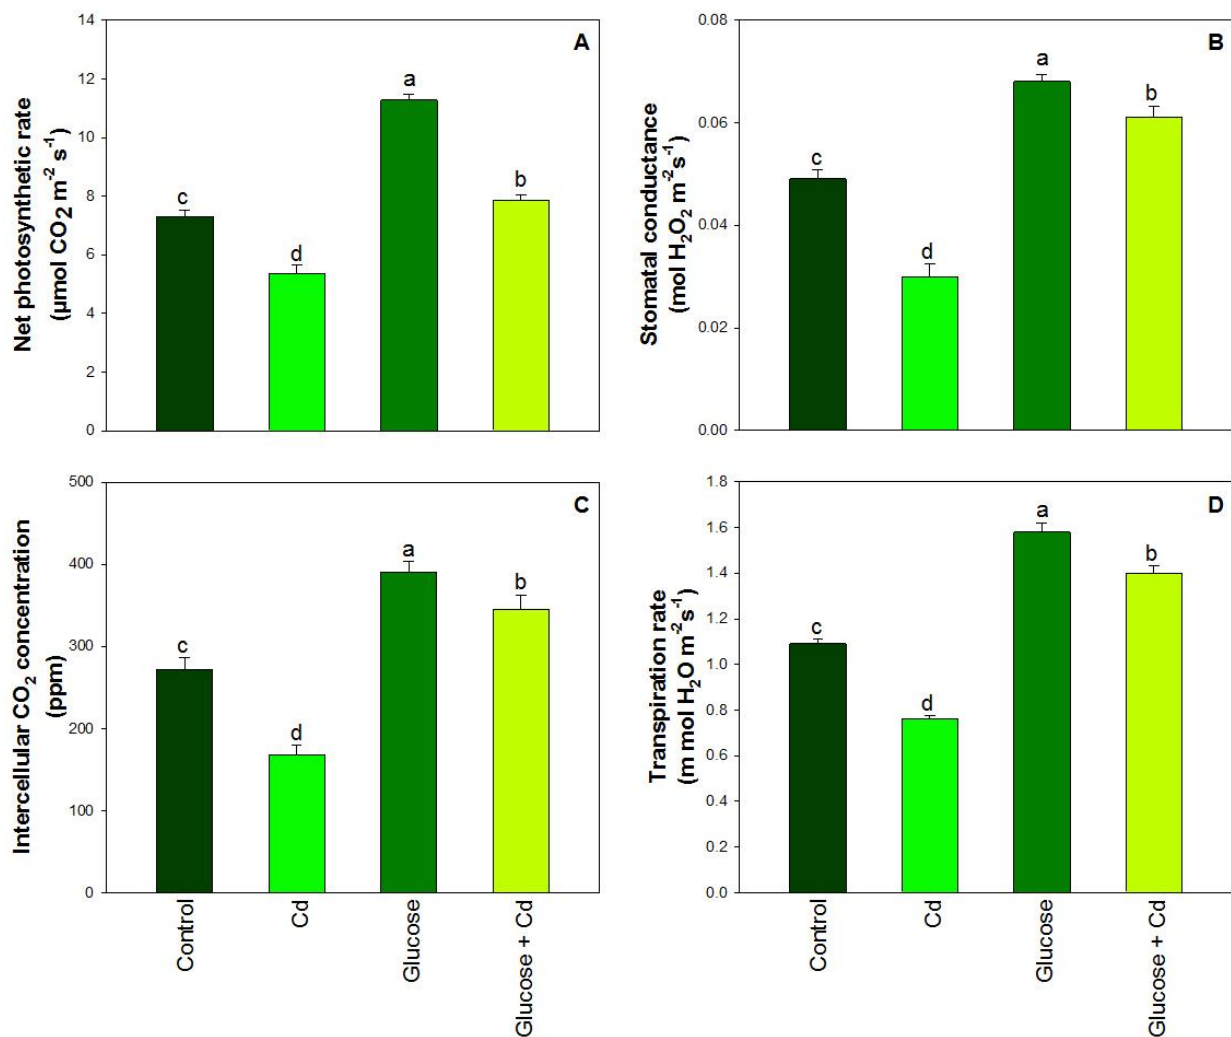 Net photosynthetic rate
(µmol CO2 m-2 s-1)
14
12
10
8
6
4
2
0
A
c
d
a
b
Stomatal conductance
(mol H2O2 m-2s-1)
0.08
0.06
0.04
0.02
0.00
B
c
d
a
b
Intercellular CO2 concentration
(ppm)
500
400
300
200
100
0
C
c
d
a
b
Control
Cd
Glucose
Glucose + Cd
Transpiration rate
(m mol H2O m-2s-1)
1.8
1.6
1.4
1.2
1.0
0.8
0.6
0.4
0.2
0.0
D
c
d
a
b
Control
Cd
Glucose
Glucose + Cd